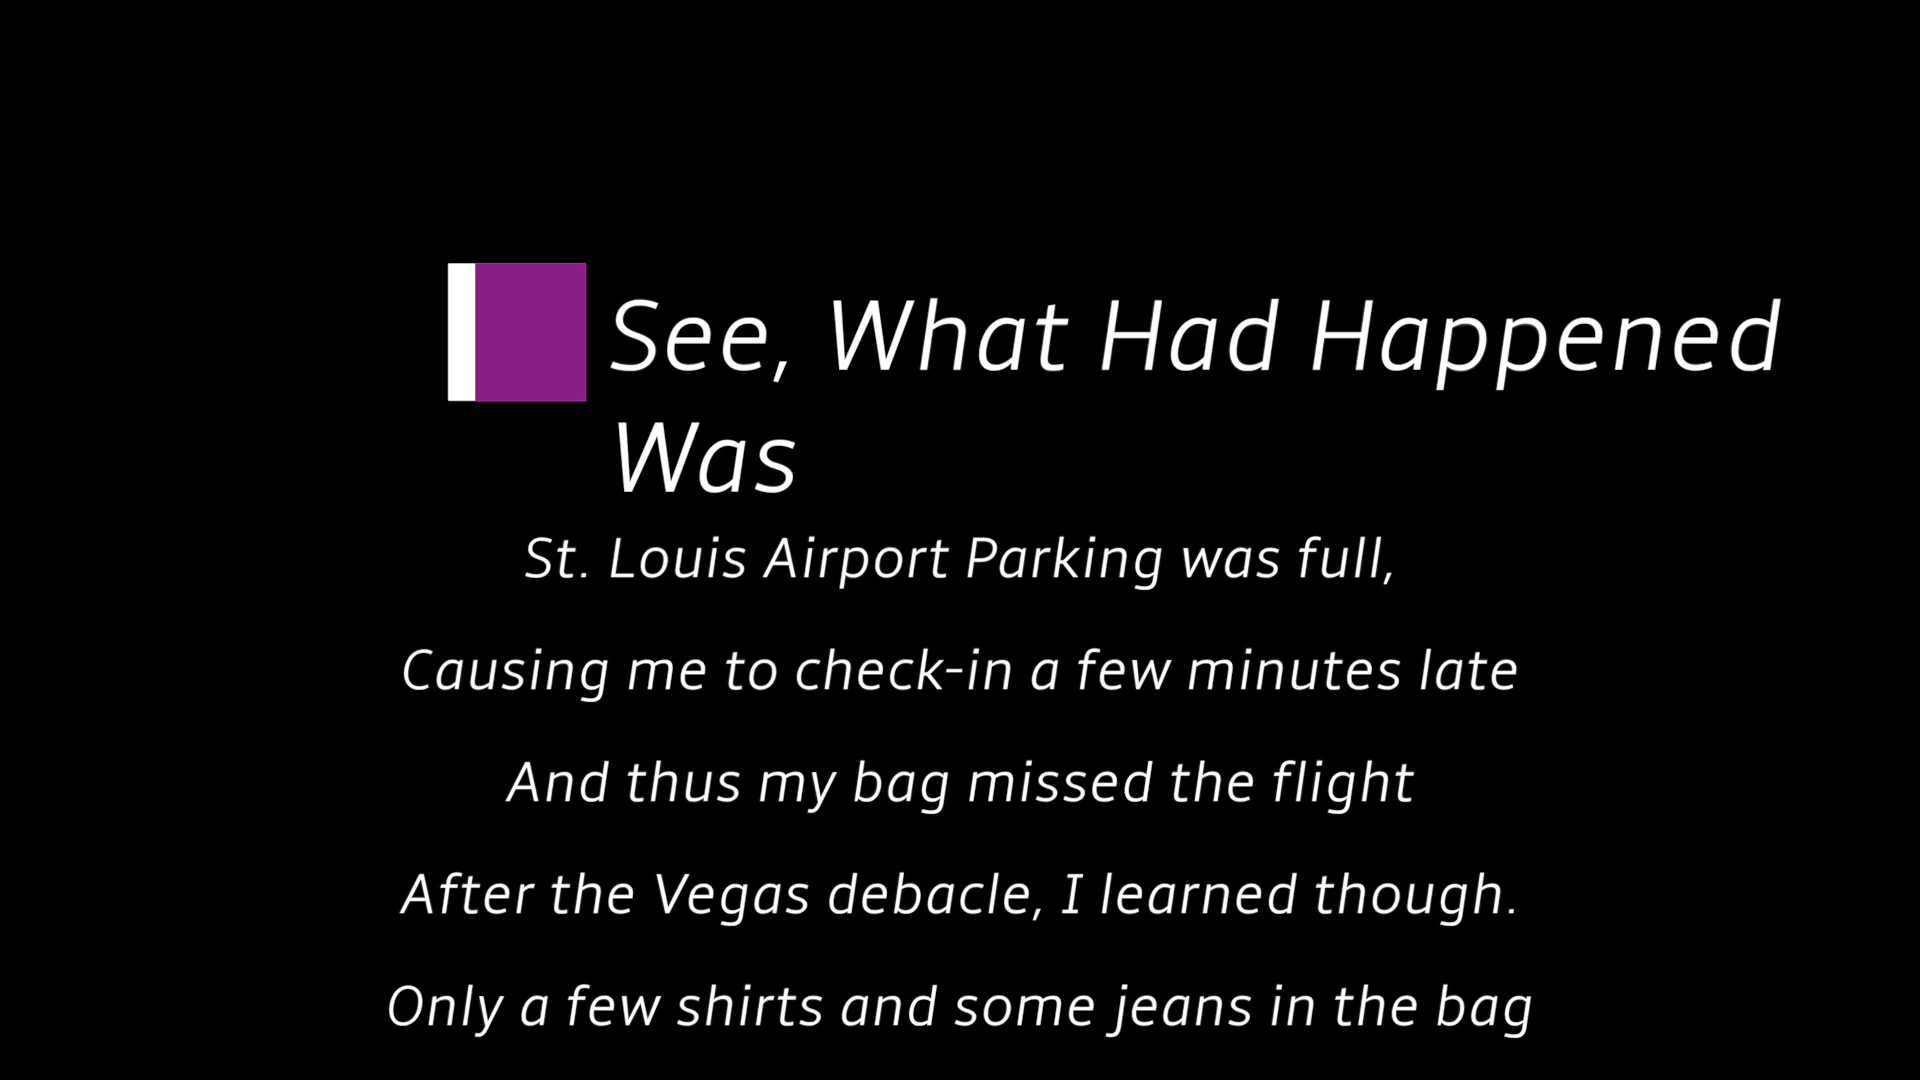 See, What Had Happened
Was
St. Louis Airport Parking was full,
Causing me to check-in a few minutes late
And thus my bag missed the flight
After the Vegas debacle, I learned though.
Only a few shirts and some jeans in the bag